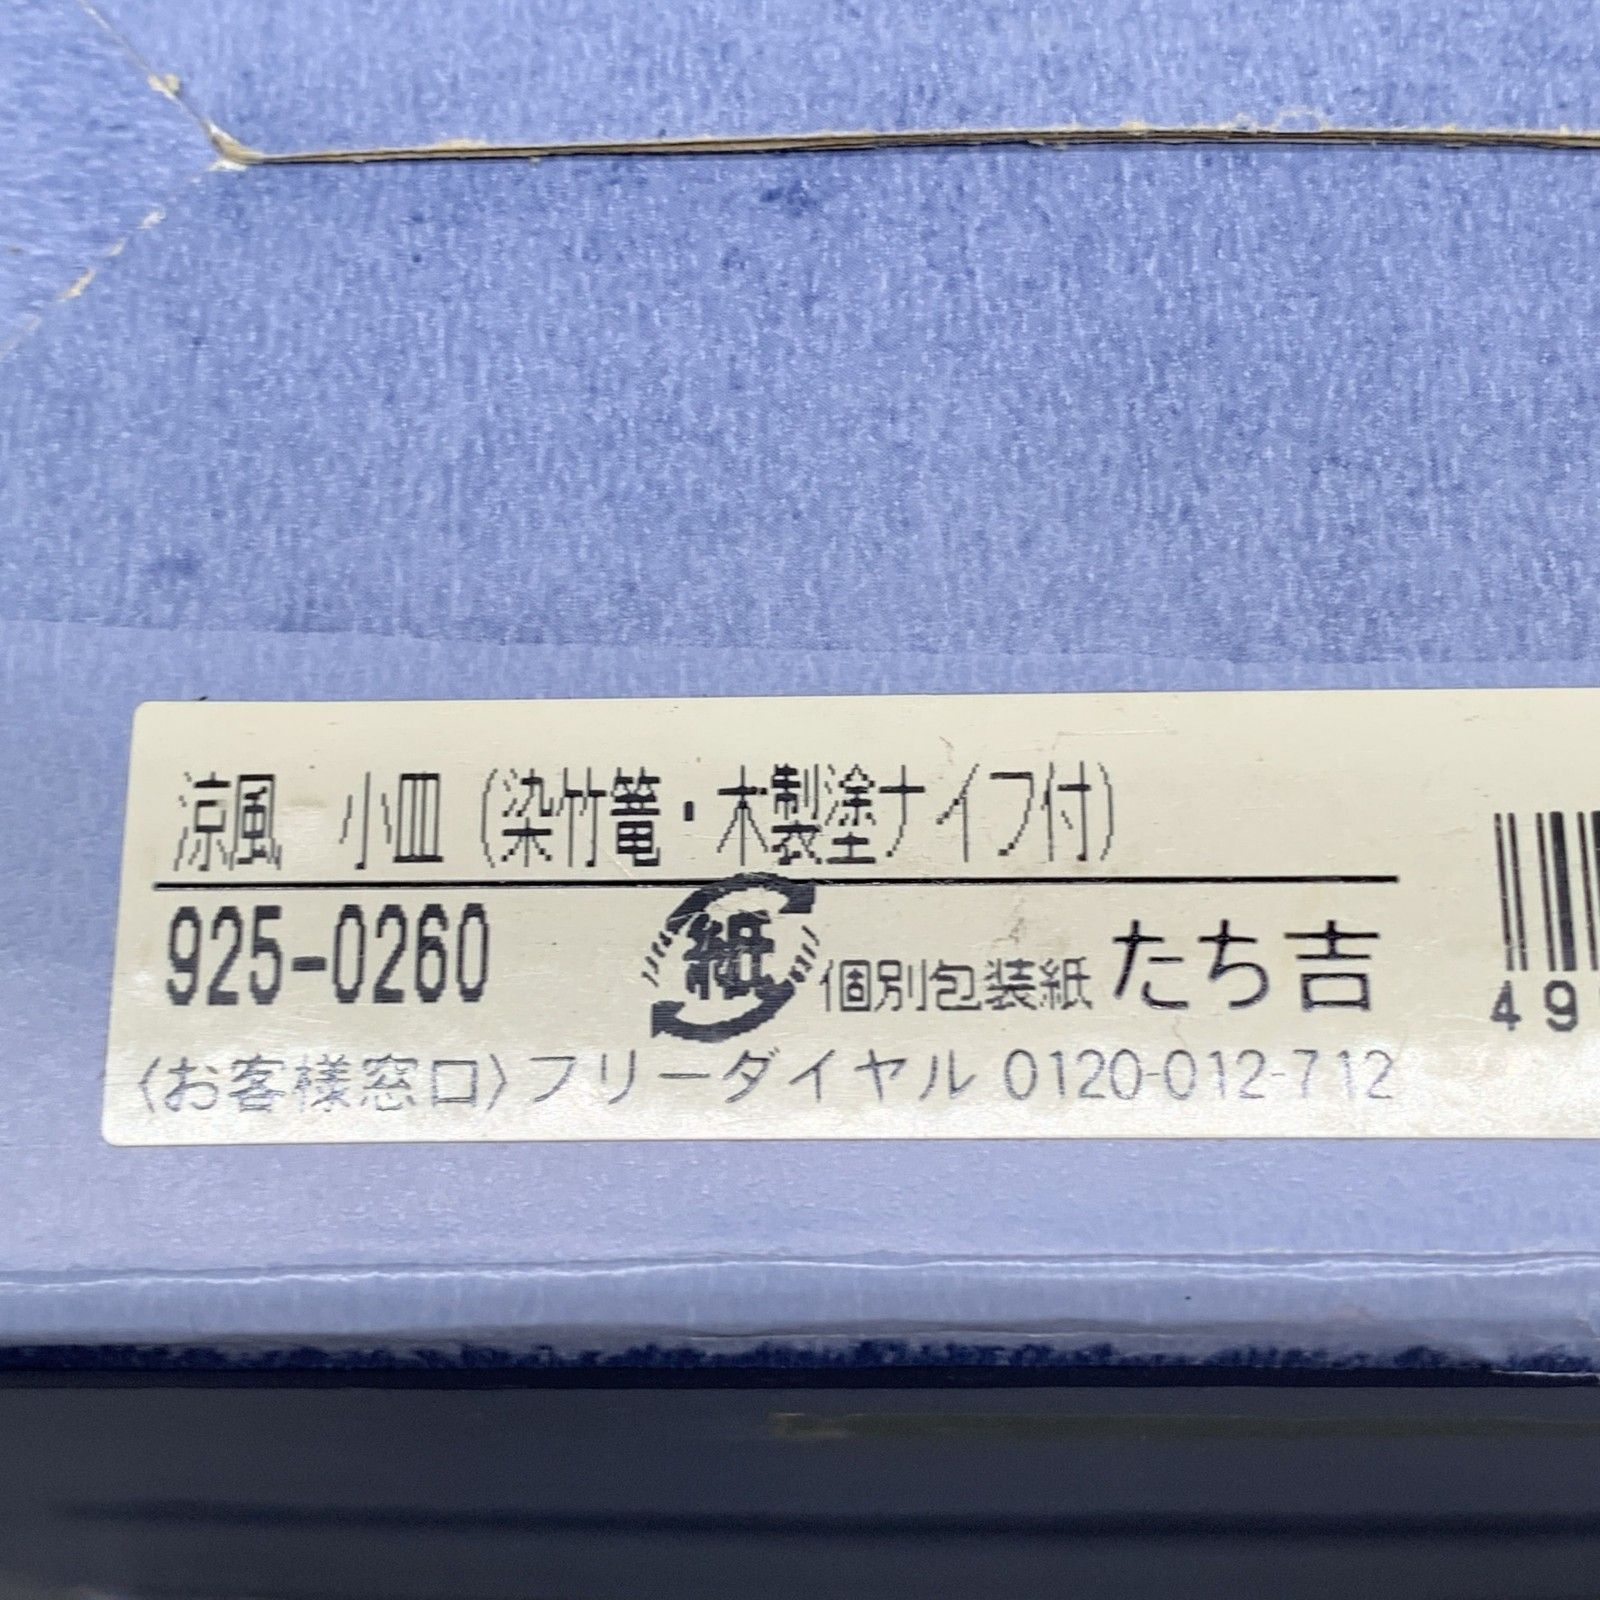 涼風 小皿(染竹篭・木製塗ナイフ付)
925-0260 紙 個別包装紙 たち吉
49
〈お客様窓口〉フリーダイヤル 0120-012-712